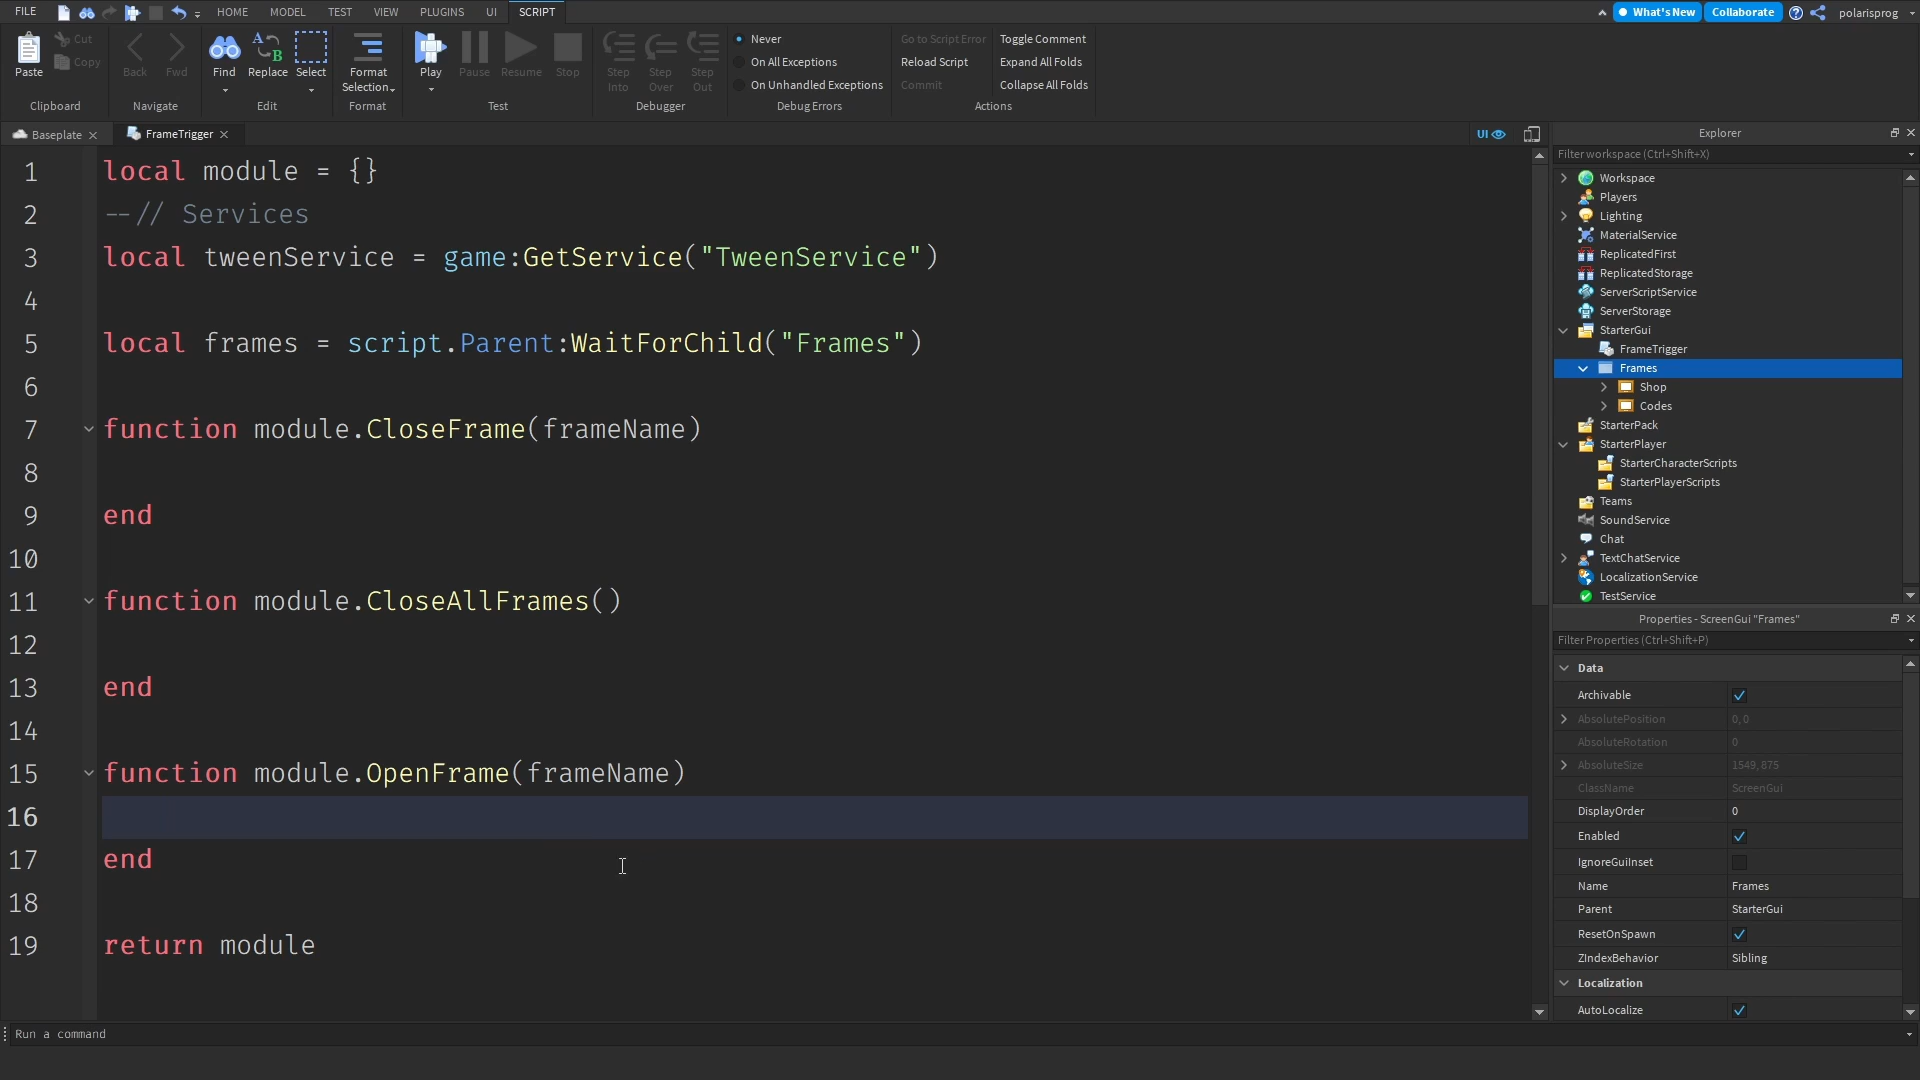 FILE HOME MODEL TEST VIEW PLUGINS UI SCRIPT What's New Collaborate polarisprog
Paste Cut Copy
Clipboard
Back Fwd
Navigate
Find Replace Select
Edit
Format Selection
Format
Play Pause Resume Stop
Test
Step Into Step Over Step Out
Debugger
Never
On All Exceptions
On Unhandled Exceptions
Debug Errors
Go to Script Error Toggle Comment
Reload Script Expand All Folds
Commit Collapse All Folds
Actions
Baseplate FrameTrigger UI
1 local module = {}
2 --// Services
3 local tweenService = game:GetService("TweenService")
4
5 local frames = script.Parent:WaitForChild("Frames")
6
7 function module.CloseFrame(frameName)
8
9 end
10
11 function module.CloseAllFrames()
12
13 end
14
15 function module.OpenFrame(frameName)
16
17 end
18
19 return module
Explorer
Filter workspace (Ctrl+Shift+X)
Workspace
Players
Lighting
MaterialService
ReplicatedFirst
ReplicatedStorage
ServerScriptService
ServerStorage
StarterGui
FrameTrigger
Frames
Shop
Codes
StarterPack
StarterPlayer
StarterCharacterScripts
StarterPlayerScripts
Teams
SoundService
Chat
TextChatService
LocalizationService
TestService
Properties - ScreenGui "Frames"
Filter Properties (Ctrl+Shift+P)
Data
Archivable
AbsolutePosition 0, 0
AbsoluteRotation 0
AbsoluteSize 1549, 875
ClassName ScreenGui
DisplayOrder 0
Enabled
IgnoreGuiInset
Name Frames
Parent StarterGui
ResetOnSpawn
ZIndexBehavior Sibling
Localization
AutoLocalize
Run a command